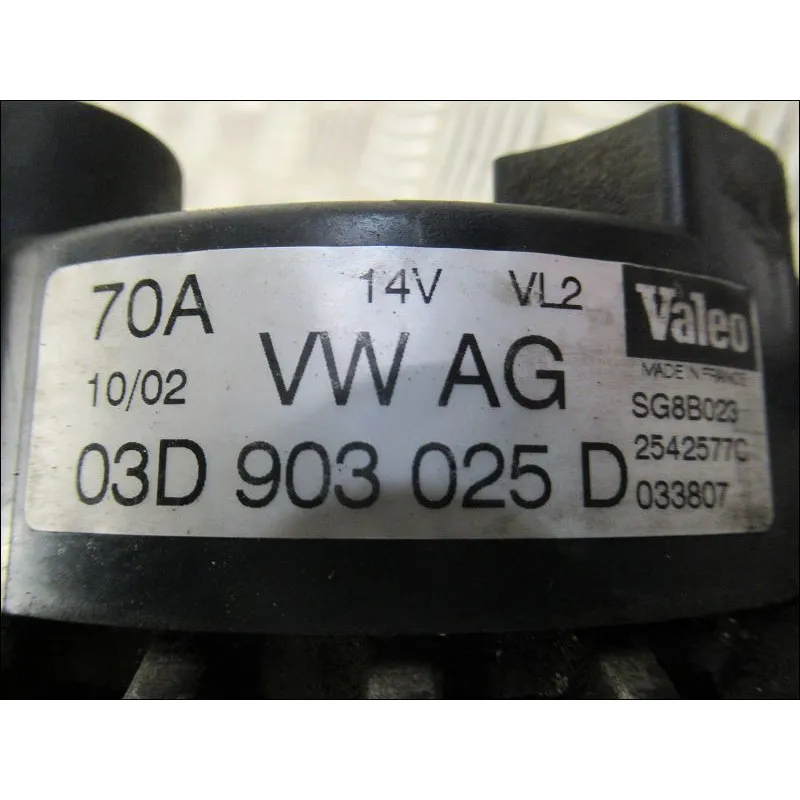 70A 14V VL2 Valeo
10/02 VW AG MADE IN FRANCE
SG8B023
03D 903 025 D 2542577C
033807